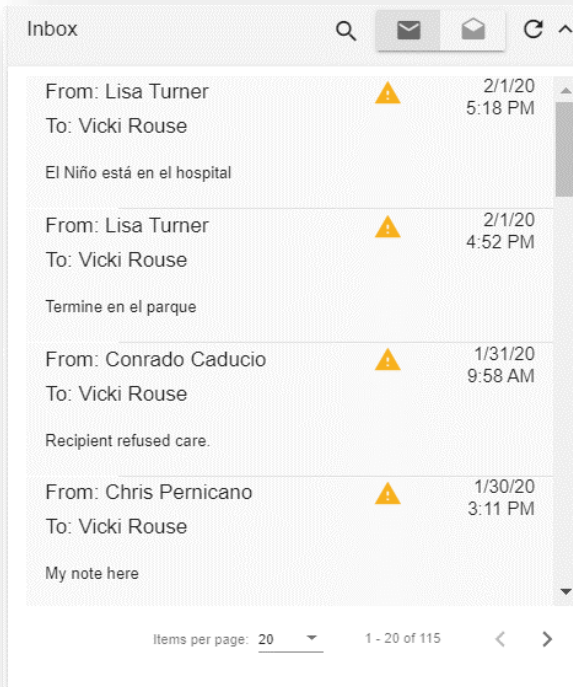 Inbox
From: Lisa Turner
2/1/20
To: Vicki Rouse
5:18 PM
El Niño está en el hospital
From: Lisa Turner
2/1/20
To: Vicki Rouse
4:52 PM
Termine en el parque
From: Conrado Caducio
1/31/20
To: Vicki Rouse
9:58 AM
Recipient refused care.
From: Chris Pernicano
1/30/20
To: Vicki Rouse
3:11 PM
My note here
Items per page: 20
1 - 20 of 115